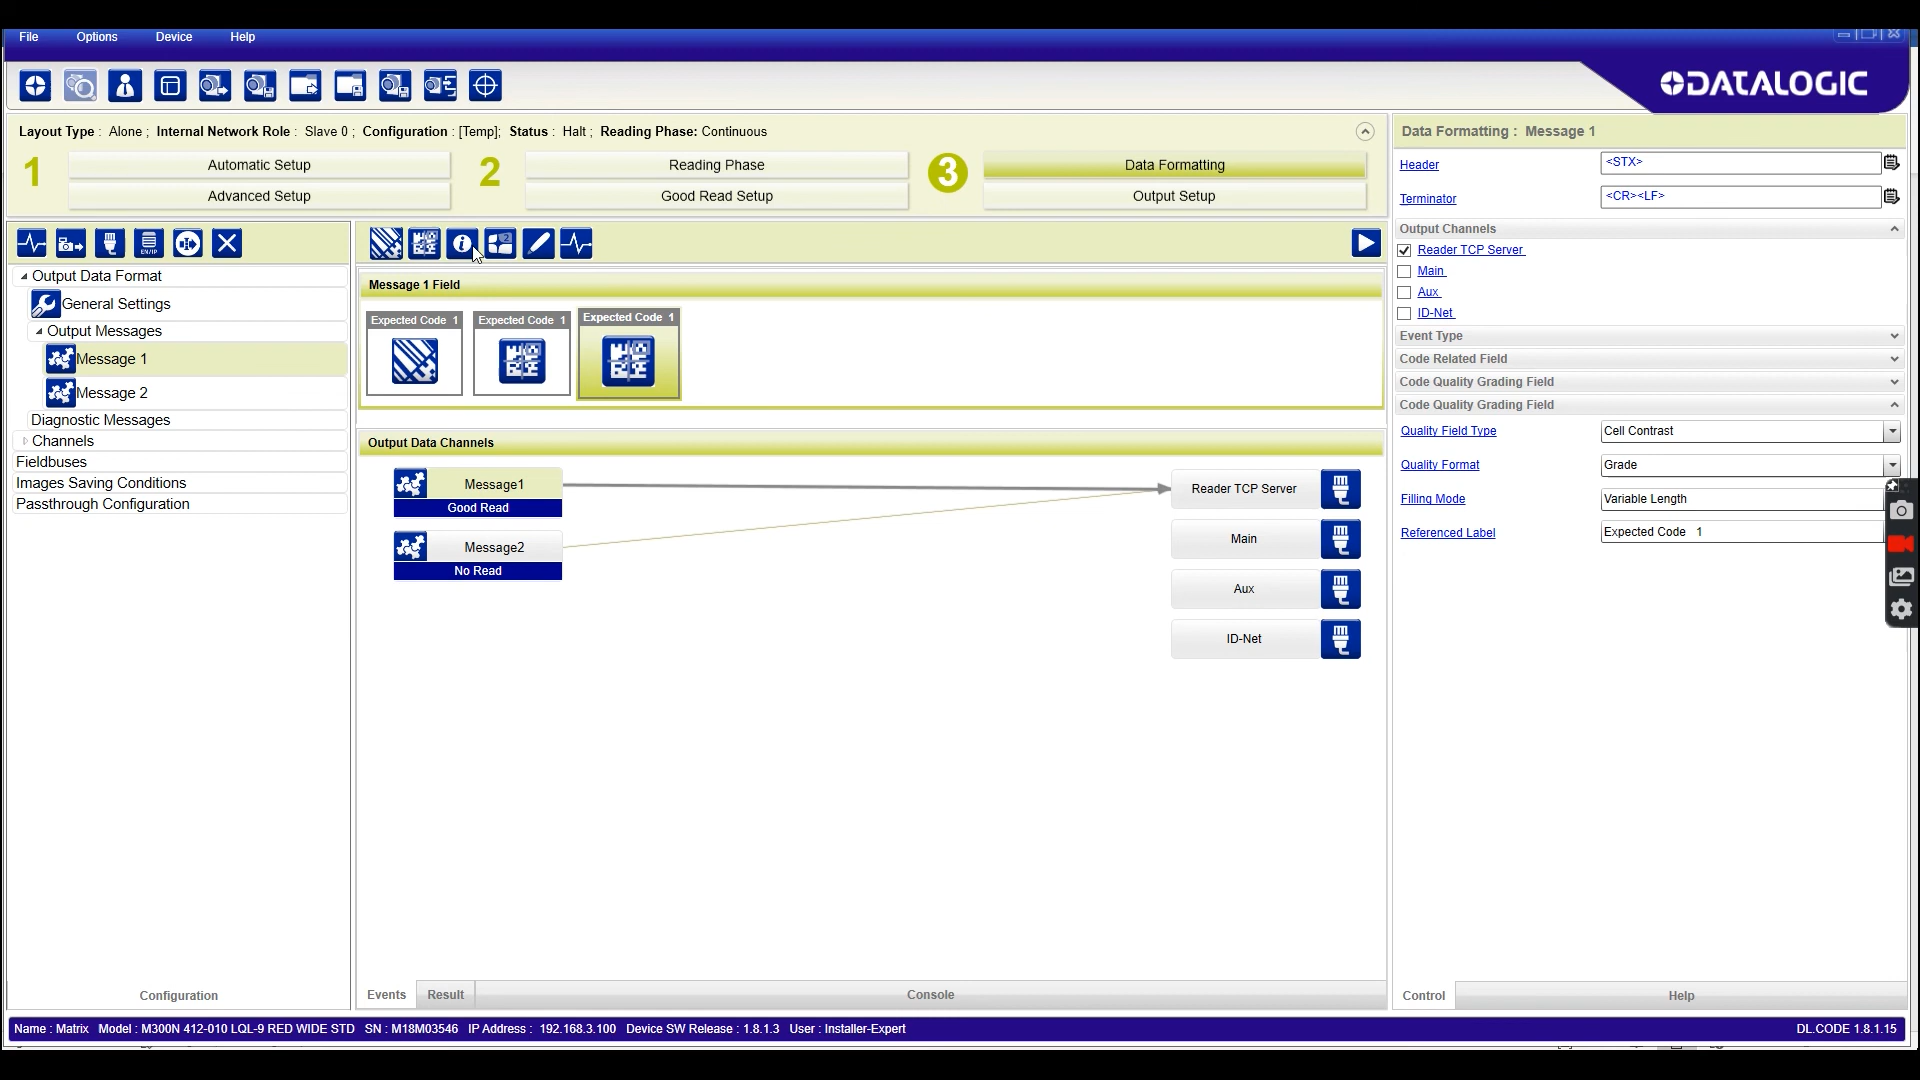 File Options Device Help
DATALOGIC
Layout Type : Alone ; Internal Network Role : Slave 0 ; Configuration : [Temp]; Status : Halt ; Reading Phase: Continuous
1 Automatic Setup
Advanced Setup
2 Reading Phase
Good Read Setup
3 Data Formatting
Output Setup
EN/IP
Output Data Format
General Settings
Output Messages
Message 1
Message 2
Diagnostic Messages
Channels
Fieldbuses
Images Saving Conditions
Passthrough Configuration
Configuration
Message 1 Field
Expected Code 1
Expected Code 1
Expected Code 1
Output Data Channels
Message1
Good Read
Message2
No Read
Reader TCP Server
Main
Aux
ID-Net
Events Result Console
Data Formatting : Message 1
Header <STX>
Terminator <CR><LF>
Output Channels
Reader TCP Server
Main
Aux
ID-Net
Event Type
Code Related Field
Code Quality Grading Field
Code Quality Grading Field
Quality Field Type Cell Contrast
Quality Format Grade
Filling Mode Variable Length
Referenced Label Expected Code 1
Control Help
Name : Matrix Model : M300N 412-010 LQL-9 RED WIDE STD SN : M18M03546 IP Address : 192.168.3.100 Device SW Release : 1.8.1.3 User : Installer-Expert
DL.CODE 1.8.1.15